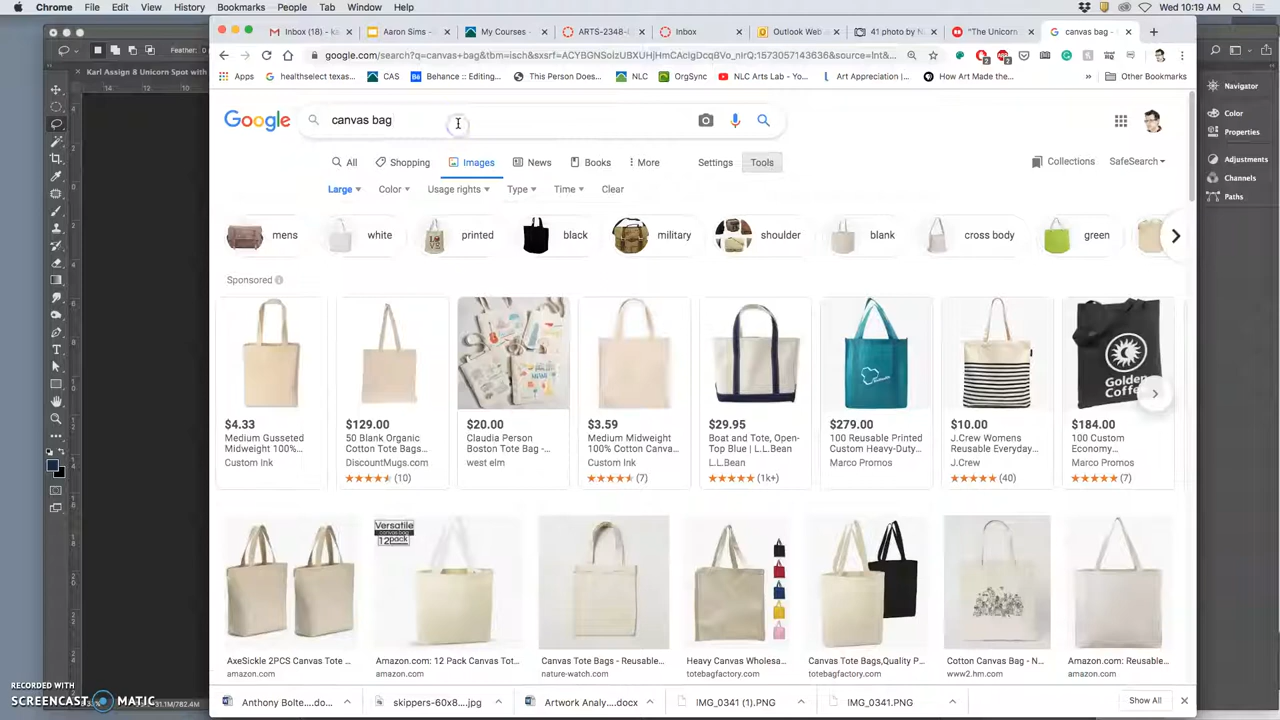 Chrome File Edit View History Bookmarks People Tab Window Help Wed 10:19 AM
Feather: 0
Inbox (18) - k Aaron Sims - My Courses - ARTS-2348-( Inbox Outlook Web 41 photo by N "The Unicorn canvas bag -
google.com/search?q=canvas+bag&tbm=isch&sxsrf=
Apps healthselect texas... CAS Behance :: Editing... This Person Does... NLC OrgSync NLC Arts Lab - Yo... Art Appreciation |... How Art Made the... Other Bookmarks
Karl Assign 8 Unicorn Spot with
14 12 10
Navigator
Color
Properties
Adjustments
Channels
Paths
Google canvas bag
All Shopping Images News Books More Settings Tools Collections SafeSearch
Large Color Usage rights Type Time Clear
mens white printed black military shoulder blank cross body green
Sponsored
Golden
Coffee
$4.33 $129.00 $20.00 $3.59 $29.95 $279.00 $10.00 $184.00
Medium Gusseted 50 Blank Organic Claudia Person Medium Midweight Boat and Tote, Open- 100 Reusable Printed J.Crew Womens 100 Custom
Medium Midweight 100%... Cotton Tote Bags... Boston Tote Bag -... 100% Cotton Canva... Top Blue | L.L.Bean Custom Heavy-Duty... Reusable Everyday... Economy...
Custom Ink DiscountMugs.com west elm Custom Ink L.L.Bean Marco Promos J.Crew Marco Promos
(10) (7) (1k+) (40) (7)
Versatile
canvas bag
12pack
AxeSickle 2PCS Canvas Tote ... Amazon.com: 12 Pack Canvas Tot... Canvas Tote Bags - Reusable... Heavy Canvas Wholesa... Canvas Tote Bags,Quality P... Cotton Canvas Bag - N... Amazon.com: Reusable...
amazon.com amazon.com nature-watch.com totebagfactory.com totebagfactory.com www2.hm.com amazon.com
Anthony Bolte....do... skippers-60x8....jpg Artwork Analy....docx IMG_0341 (1).PNG IMG_0341.PNG Show All
RECORDED WITH
SCREENCAST MATIC